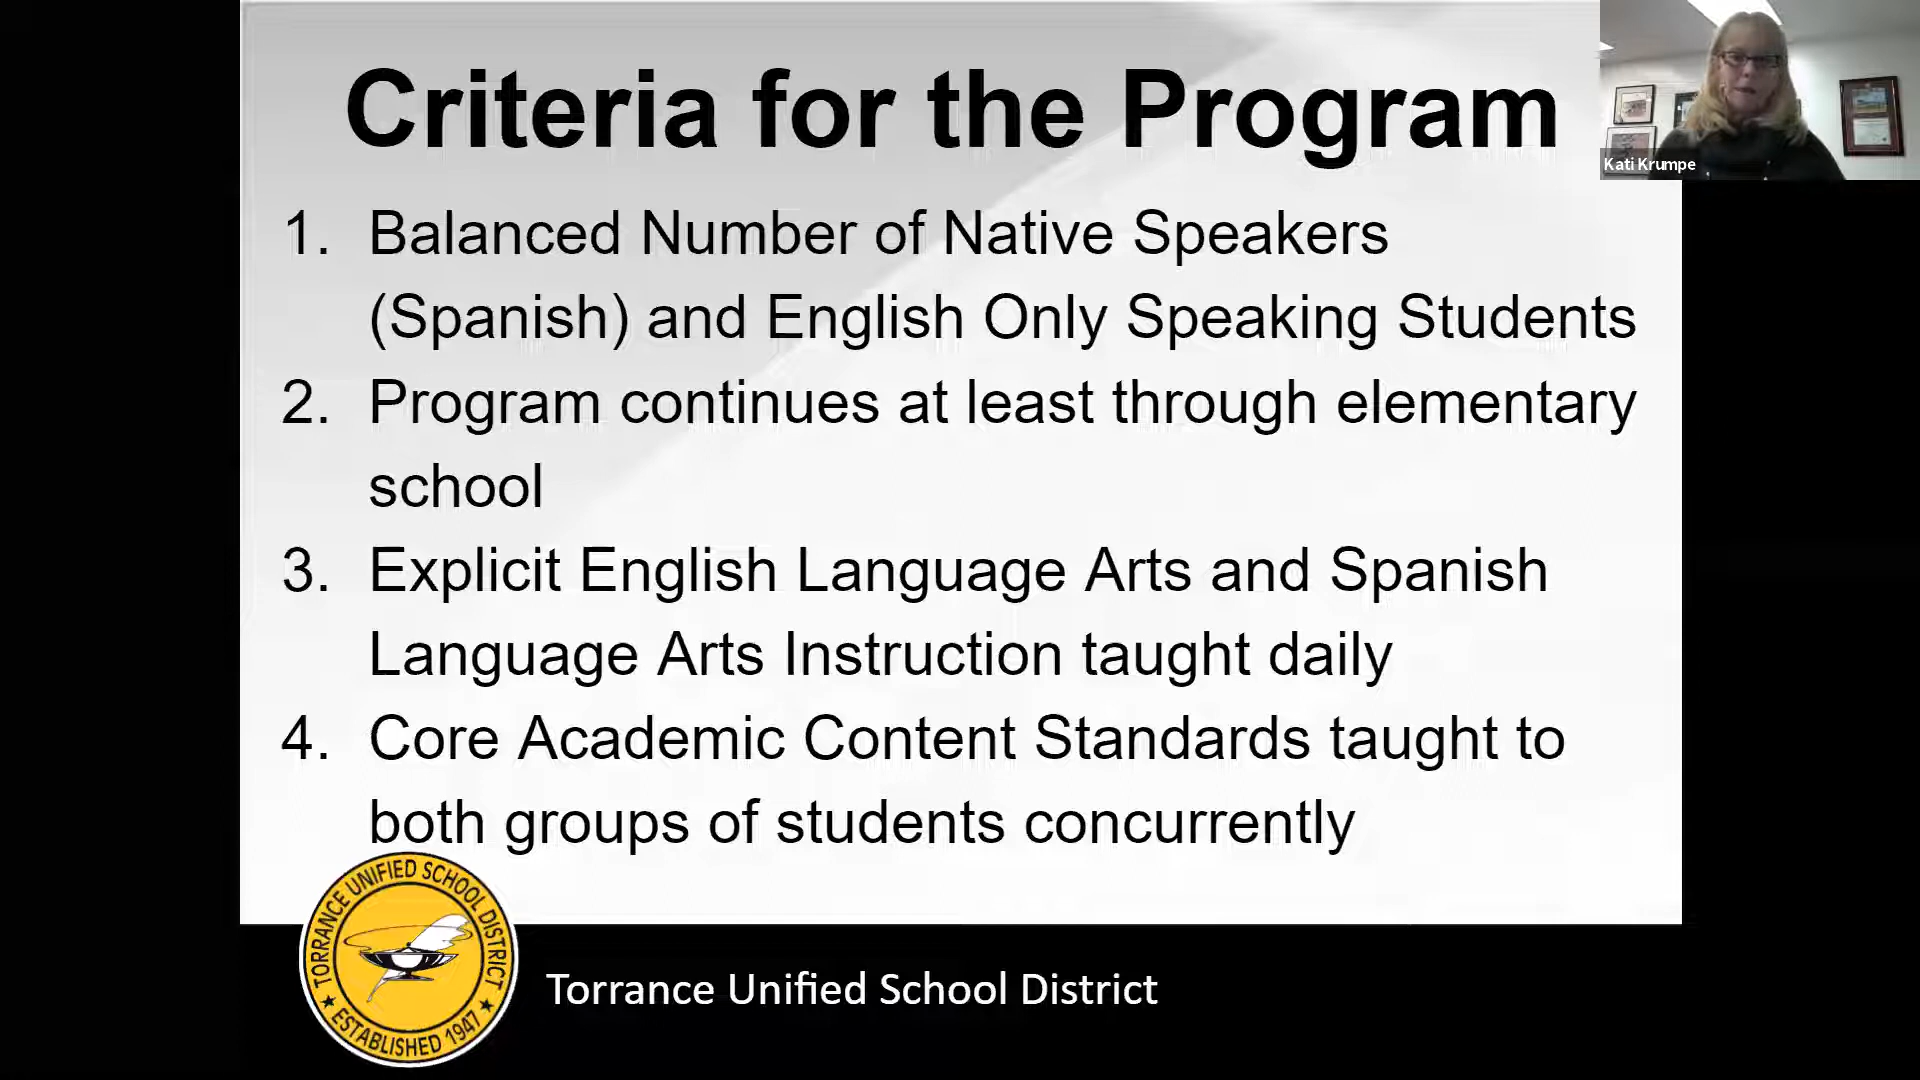 Criteria for the Program
Kati Krumpe
1. Balanced Number of Native Speakers
(Spanish) and English Only Speaking Students
2. Program continues at least through elementary
school
3. Explicit English Language Arts and Spanish
Language Arts Instruction taught daily
4. Core Academic Content Standards taught to
both groups of students concurrently
TORRANCE UNIFIED SCHOOL DISTRICT
ESTABLISHED 1947
Torrance Unified School District